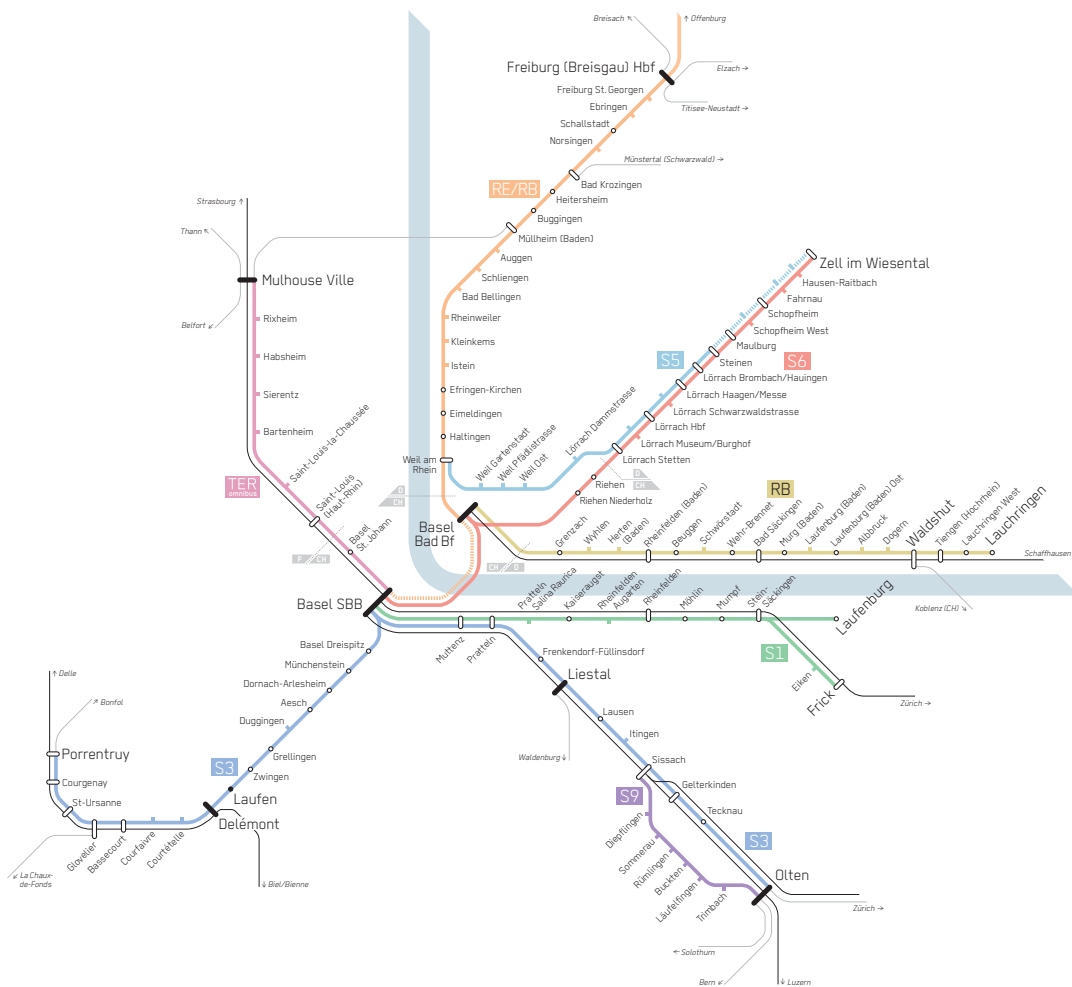 Breisach ↖
↑ Offenburg
Freiburg (Breisgau) Hbf
Elzach →
Freiburg St. Georgen
Titisee-Neustadt →
Ebringen
Schallstadt
Norsingen
Münstertal (Schwarzwald) →
Bad Krozingen
RE/RB
Heitersheim
Buggingen
Müllheim (Baden)
Auggen
Schliengen
Bad Bellingen
Rheinweiler
Kleinkems
Istein
Efringen-Kirchen
Eimeldingen
Haltingen
Weil am
Rhein
Strasbourg ↑
Thann ↖
Mulhouse Ville
Belfort ↙
Rixheim
Habsheim
Sierentz
Bartenheim
Saint-Louis-la-Chaussée
TER
omnibus
Saint-Louis
(Haut-Rhin)
F
CH
Basel
St. Johann
Zell im Wiesental
Hausen-Raitbach
Fahrnau
Schopfheim
Schopfheim West
Maulburg
Steinen
S5
S6
Lörrach Brombach/Hauingen
Lörrach Haagen/Messe
Lörrach Schwarzwaldstrasse
Lörrach Hbf
Lörrach Museum/Burghof
Lörrach Stetten
Lörrach Dammstrasse
Weil Gartenstadt
Weil Pfädlistrasse
Weil Ost
D
CH
Riehen
Riehen Niederholz
D
CH
Basel
Bad Bf
CH
D
RB
Grenzach
Wyhlen
Herten
(Baden)
Rheinfelden (Baden)
Beuggen
Schwörstadt
Wehr-Brennet
Bad Säckingen
Murg (Baden)
Laufenburg (Baden)
Laufenburg (Baden) Ost
Albbruck
Dogern
Waldshut
Tiengen (Hochrhein)
Lauchringen West
Lauchringen
Schaffhausen
Koblenz (CH) ↘
Basel SBB
Muttenz
Pratteln
Pratteln
Salina Raurica
Kaiseraugst
Rheinfelden
Augarten
Rheinfelden
Möhlin
Mumpf
Stein-
Säckingen
Laufenburg
S1
Eiken
Frick
Zürich →
Basel Dreispitz
Münchenstein
Dornach-Arlesheim
Aesch
Duggingen
Grellingen
Zwingen
S3
Laufen
Delémont
↑ Delle
↗ Bonfol
Porrentruy
Courgenay
St-Ursanne
Glovelier
Bassecourt
Courfaivre
Courtételle
↙ La Chaux-
de-Fonds
↓ Biel/Bienne
Frenkendorf-Füllinsdorf
Liestal
Lausen
Itingen
Waldenburg ↓
Sissach
Gelterkinden
Tecknau
S9
S3
Diepflingen
Sommerau
Rümlingen
Buckten
Läufelfingen
Trimbach
Olten
Zürich →
← Solothurn
Bern ↙
↓ Luzern